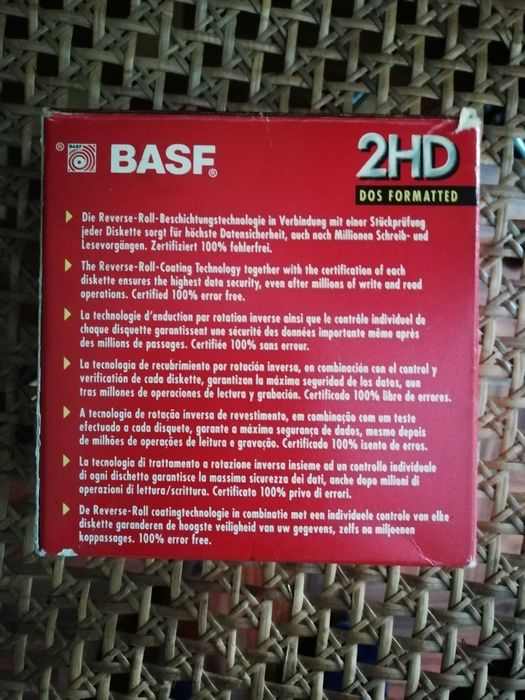 ® BASF BASF®
2HD
DOS FORMATTED
Die Reverse-Roll-Beschichtungstechnologie in Verbindung mit einer Stückprüfung
jeder Diskette sorgt für höchste Datensicherheit, auch nach Millionen Schreib- und
Lesevorgängen. Zertifiziert 100% fehlerfrei.
The Reverse-Roll-Coating Technology together with the certification of each
diskette ensures the highest data security, even after millions of write and read
operations. Certified 100% error free.
La technologie d'enduction par rotation inverse ainsi que le contrôle individuel de
chaque disquette garantissent une sécurité des données importante même après
des millions de passages. Certifiée 100% sans erreur.
La tecnologia de recubrimiento por rotación inversa, en combinación con el control y
verificatión de cada diskette, garantizan la máxima seguridad de los datos, aun
tras millones de operaciones de lectura y grabación. Certificado 100% libre de errores.
A tecnologia de rotação inversa de revestimento, em combinação com um teste
efectuado a cada disquete, garante a máxima segurança de dados, mesmo depois
de milhões de operações de leitura e gravação. Certificado 100% isento de erros.
La tecnologia di trattamento a rotazione inversa insieme ad un controllo individuale
di ogni dischetto garantisce la massima sicurezza dei dati, anche dopo milioni di
operazioni di lettura/scrittura. Certificato 100% privo di errori.
De Reverse-Roll coatingtechnologie in combinatie met een individuele controle van elke
diskette garanderen de hoogste veiligheid van uw gegevens, zelfs na miljoenen
koppassages. 100% error free.